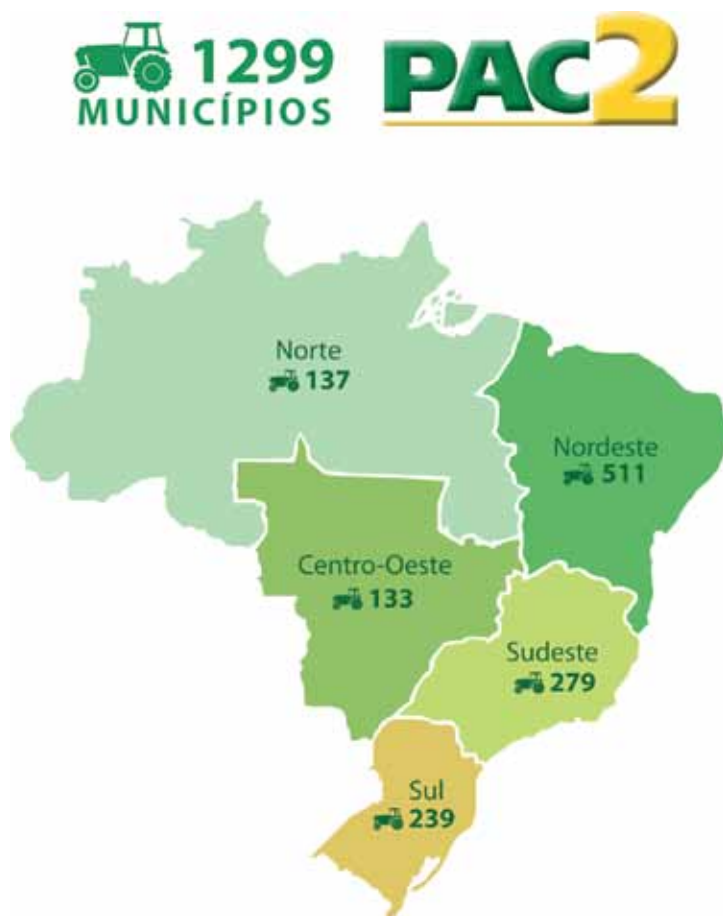 1299
MUNICÍPIOS
PAC2
Norte
137
Nordeste
511
Centro-Oeste
133
Sudeste
279
Sul
239